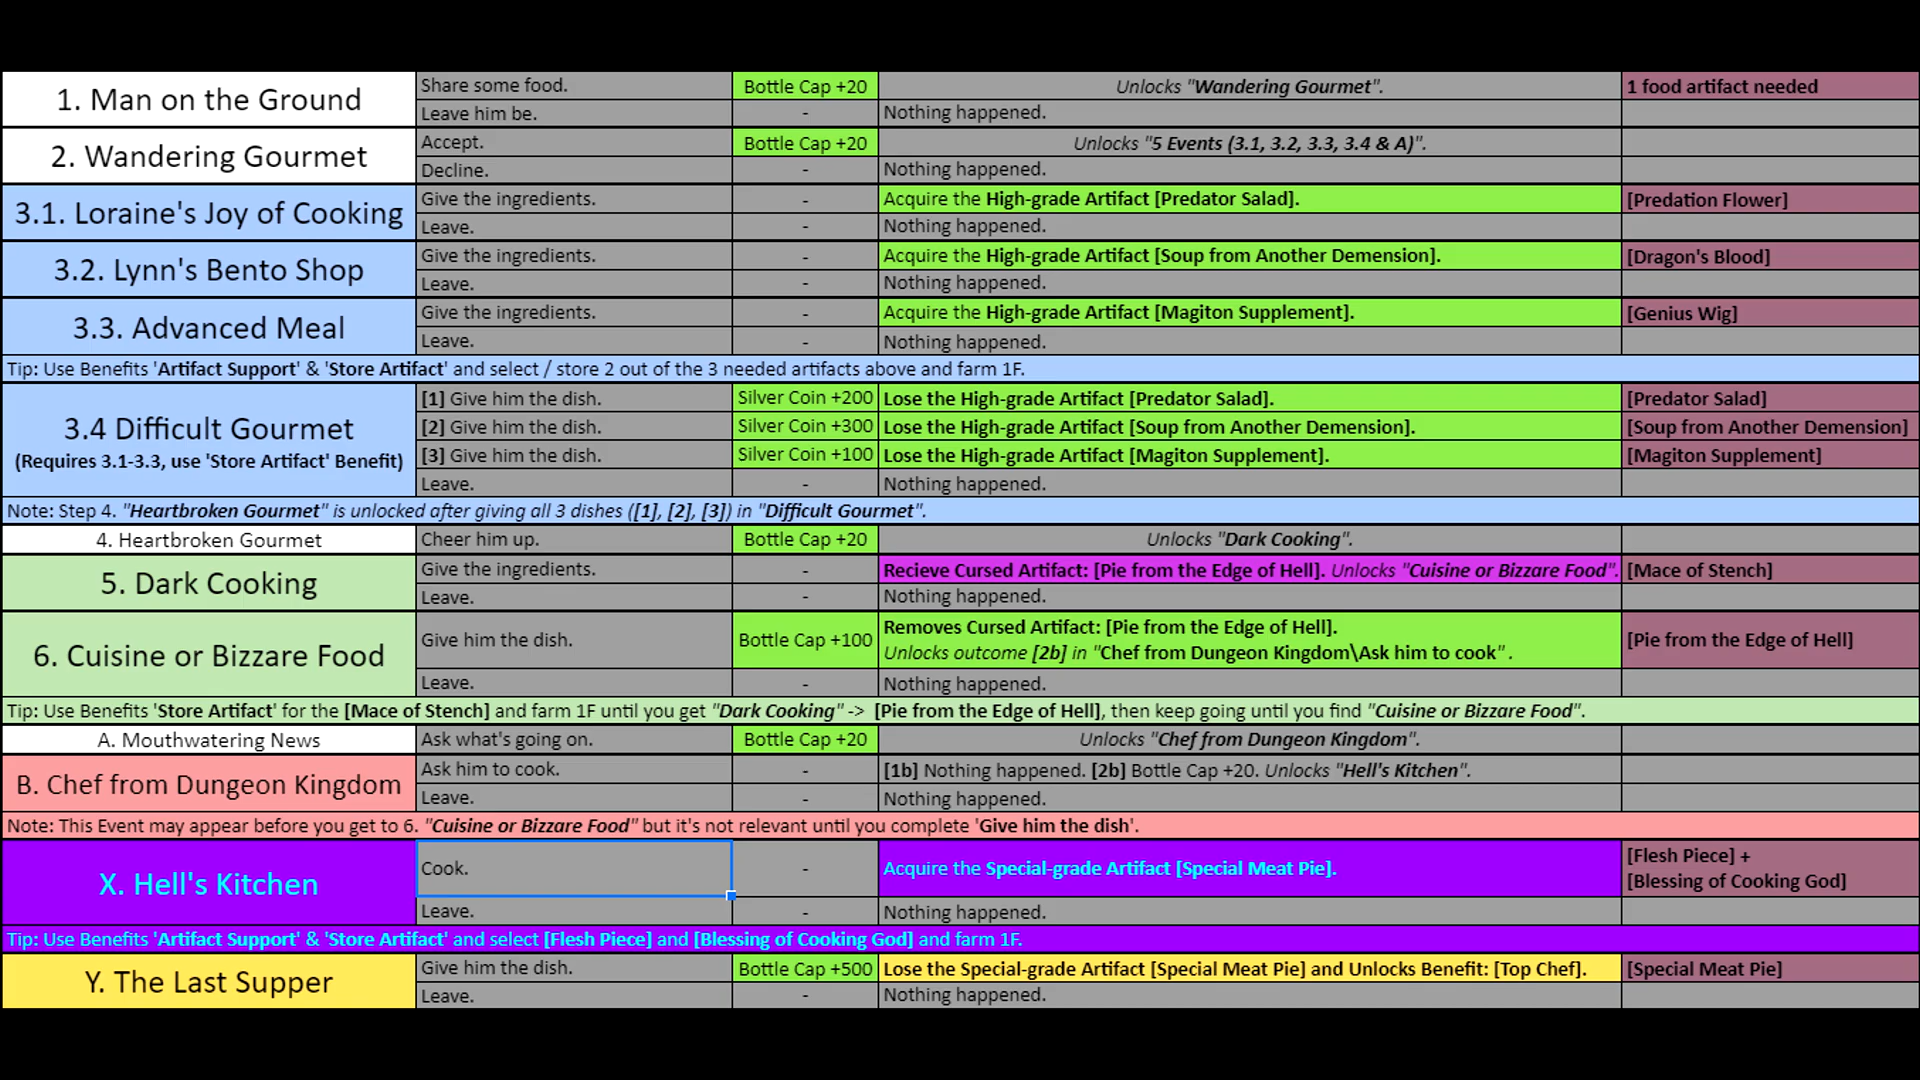 1. Man on the Ground
Share some food. Bottle Cap +20 Unlocks "Wandering Gourmet". 1 food artifact needed
Leave him be. - Nothing happened.
2. Wandering Gourmet
Accept. Bottle Cap +20 Unlocks "5 Events (3.1, 3.2, 3.3, 3.4 & A)".
Decline. - Nothing happened.
3.1. Loraine's Joy of Cooking
Give the ingredients. - Acquire the High-grade Artifact [Predator Salad]. [Predation Flower]
Leave. - Nothing happened.
3.2. Lynn's Bento Shop
Give the ingredients. - Acquire the High-grade Artifact [Soup from Another Demension]. [Dragon's Blood]
Leave. - Nothing happened.
3.3. Advanced Meal
Give the ingredients. - Acquire the High-grade Artifact [Magiton Supplement]. [Genius Wig]
Leave. - Nothing happened.
Tip: Use Benefits 'Artifact Support' & 'Store Artifact' and select / store 2 out of the 3 needed artifacts above and farm 1F.
3.4 Difficult Gourmet
(Requires 3.1-3.3, use 'Store Artifact' Benefit)
[1] Give him the dish. Silver Coin +200 Lose the High-grade Artifact [Predator Salad]. [Predator Salad]
[2] Give him the dish. Silver Coin +300 Lose the High-grade Artifact [Soup from Another Demension]. [Soup from Another Demension]
[3] Give him the dish. Silver Coin +100 Lose the High-grade Artifact [Magiton Supplement]. [Magiton Supplement]
Leave. - Nothing happened.
Note: Step 4. "Heartbroken Gourmet" is unlocked after giving all 3 dishes ([1], [2], [3]) in "Difficult Gourmet".
4. Heartbroken Gourmet Cheer him up. Bottle Cap +20 Unlocks "Dark Cooking".
5. Dark Cooking
Give the ingredients. - Recieve Cursed Artifact: [Pie from the Edge of Hell]. Unlocks "Cuisine or Bizzare Food". [Mace of Stench]
Leave. - Nothing happened.
6. Cuisine or Bizzare Food
Give him the dish. Bottle Cap +100 Removes Cursed Artifact: [Pie from the Edge of Hell]. [Pie from the Edge of Hell]
Unlocks outcome [2b] in "Chef from Dungeon Kingdom\Ask him to cook".
Leave. - Nothing happened.
Tip: Use Benefits 'Store Artifact' for the [Mace of Stench] and farm 1F until you get "Dark Cooking" -> [Pie from the Edge of Hell], then keep going until you find "Cuisine or Bizzare Food".
A. Mouthwatering News Ask what's going on. Bottle Cap +20 Unlocks "Chef from Dungeon Kingdom".
B. Chef from Dungeon Kingdom
Ask him to cook. - [1b] Nothing happened. [2b] Bottle Cap +20. Unlocks "Hell's Kitchen".
Leave. - Nothing happened.
Note: This Event may appear before you get to 6. "Cuisine or Bizzare Food" but it's not relevant until you complete 'Give him the dish'.
X. Hell's Kitchen
Cook. - Acquire the Special-grade Artifact [Special Meat Pie]. [Flesh Piece] +
[Blessing of Cooking God]
Leave. - Nothing happened.
Tip: Use Benefits 'Artifact Support' & 'Store Artifact' and select [Flesh Piece] and [Blessing of Cooking God] and farm 1F.
Y. The Last Supper
Give him the dish. Bottle Cap +500 Lose the Special-grade Artifact [Special Meat Pie] and Unlocks Benefit: [Top Chef]. [Special Meat Pie]
Leave. - Nothing happened.